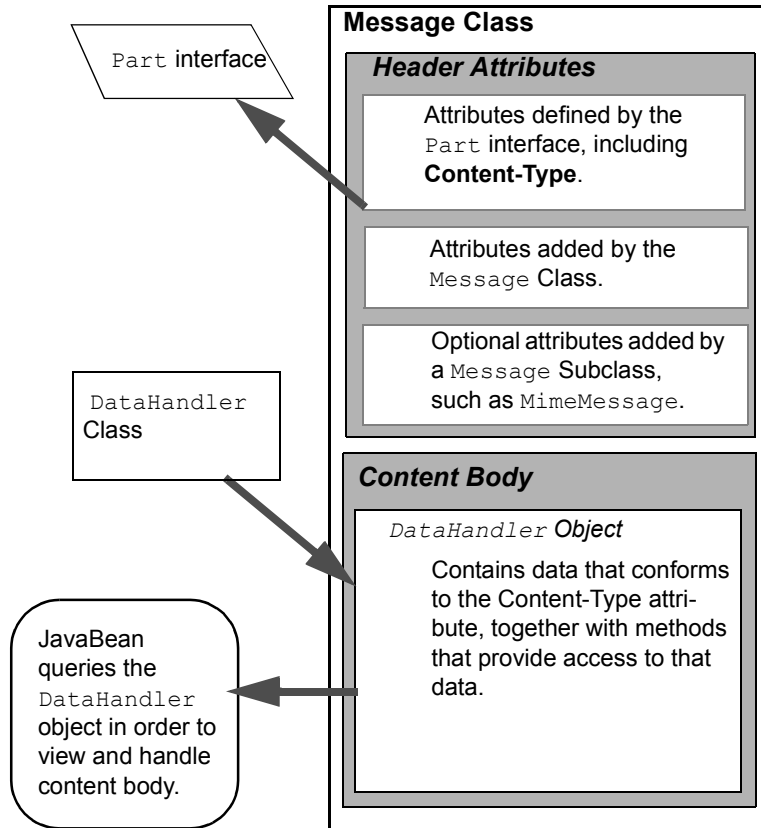 Message Class
Part interface
Header Attributes
Attributes defined by the
Part interface, including
Content-Type.
Attributes added by the
Message Class.
Optional attributes added by
a Message Subclass,
such as MimeMessage.
DataHandler
Class
Content Body
DataHandler Object
Contains data that conforms
to the Content-Type attri-
bute, together with methods
that provide access to that
data.
JavaBean
queries the
DataHandler
object in order to
view and handle
content body.